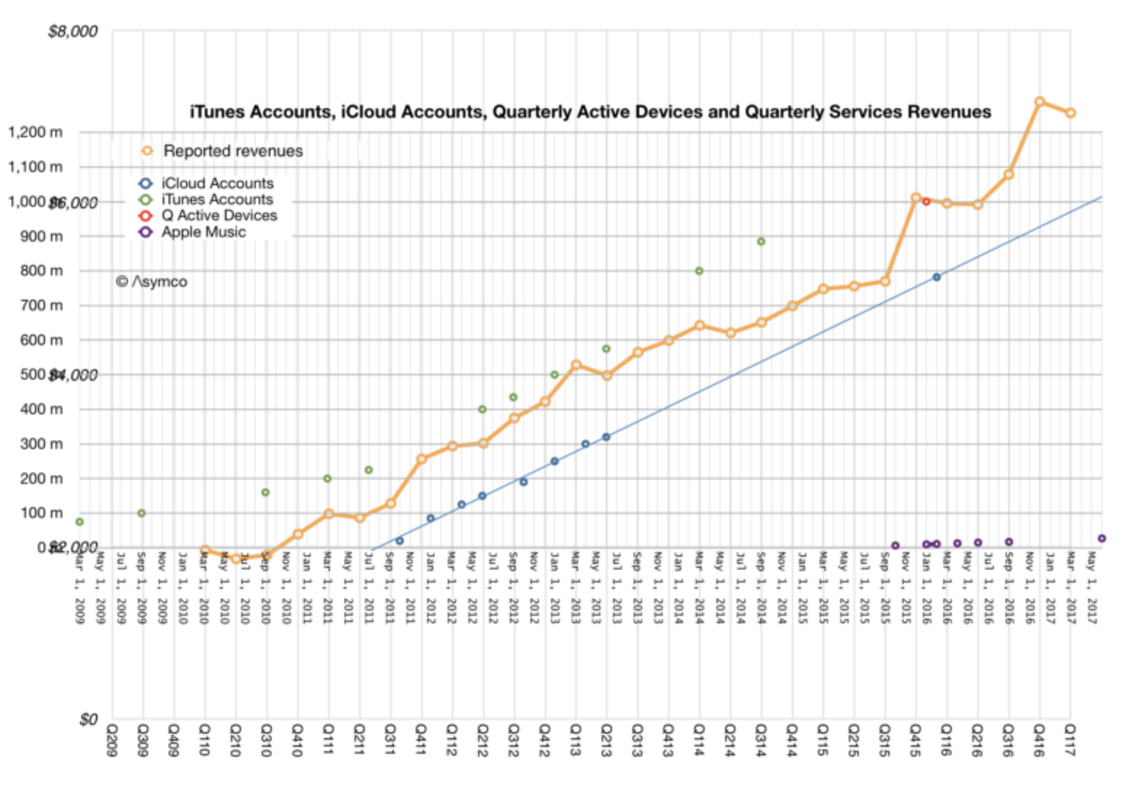 $8,000
iTunes Accounts, iCloud Accounts, Quarterly Active Devices and Quarterly Services Revenues
1,200 m
Reported revenues
1,100 m
iCloud Accounts
1,000 m $6,000
iTunes Accounts
Q Active Devices
Apple Music
900 m
800 m
© /\symco
700 m
600 m
500 m $4,000
400 m
300 m
200 m
100 m
0 m $2,000
Mar 1, 2009
May 1, 2009
Jul 1, 2009
Sep 1, 2009
Nov 1, 2009
Jan 1, 2010
Mar 1, 2010
May 1, 2010
Jul 1, 2010
Sep 1, 2010
Nov 1, 2010
Jan 1, 2011
Mar 1, 2011
May 1, 2011
Jul 1, 2011
Sep 1, 2011
Nov 1, 2011
Jan 1, 2012
Mar 1, 2012
May 1, 2012
Jul 1, 2012
Sep 1, 2012
Nov 1, 2012
Jan 1, 2013
Mar 1, 2013
May 1, 2013
Jul 1, 2013
Sep 1, 2013
Nov 1, 2013
Jan 1, 2014
Mar 1, 2014
May 1, 2014
Jul 1, 2014
Sep 1, 2014
Nov 1, 2014
Jan 1, 2015
Mar 1, 2015
May 1, 2015
Jul 1, 2015
Sep 1, 2015
Nov 1, 2015
Jan 1, 2016
Mar 1, 2016
May 1, 2016
Jul 1, 2016
Sep 1, 2016
Nov 1, 2016
Jan 1, 2017
Mar 1, 2017
May 1, 2017
$0
Q209
Q309
Q409
Q110
Q210
Q310
Q410
Q111
Q211
Q311
Q411
Q112
Q212
Q312
Q412
Q113
Q213
Q313
Q413
Q114
Q214
Q314
Q414
Q115
Q215
Q315
Q415
Q116
Q216
Q316
Q416
Q117